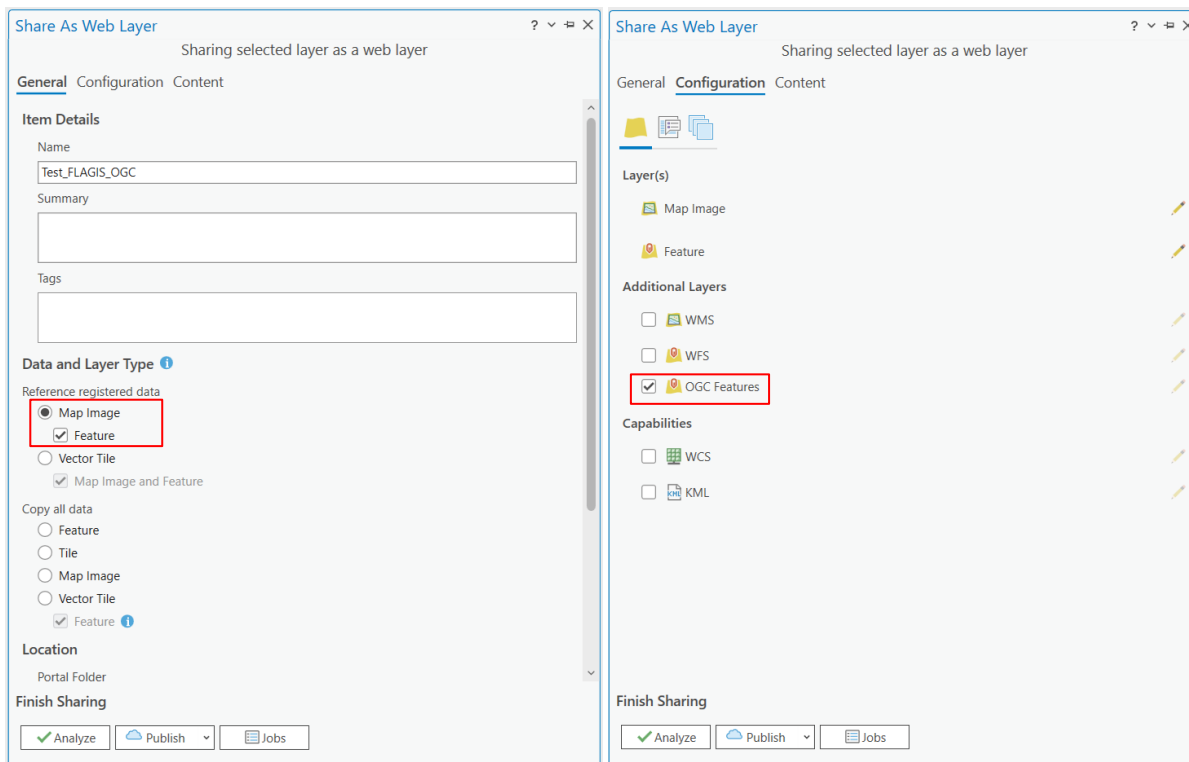 Share As Web Layer ?
Sharing selected layer as a web layer
General Configuration Content
Item Details
Name
Test_FLAGIS_OGC
Summary
Tags
Data and Layer Type
Reference registered data
Map Image
Feature
Vector Tile
Map Image and Feature
Copy all data
Feature
Tile
Map Image
Vector Tile
Feature
Location
Portal Folder
Finish Sharing
Analyze Publish Jobs
Share As Web Layer ?
Sharing selected layer as a web layer
General Configuration Content
Layer(s)
Map Image
Feature
Additional Layers
WMS
WFS
OGC Features
Capabilities
WCS
KML
Finish Sharing
Analyze Publish Jobs